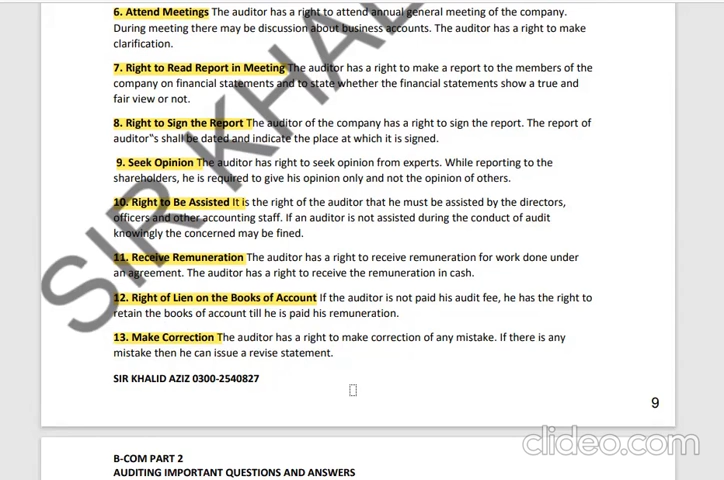 6. Attend Meetings The auditor has a right to attend annual general meeting of the company.
During meeting there may be discussion about business accounts. The auditor has a right to make
clarification.
7. Right to Read Report in Meeting The auditor has a right to make a report to the members of the
company on financial statements and to state whether the financial statements show a true and
fair view or not.
8. Right to Sign the Report The auditor of the company has a right to sign the report. The report of
auditor"s shall be dated and indicate the place at which it is signed.
9. Seek Opinion The auditor has right to seek opinion from experts. While reporting to the
shareholders, he is required to give his opinion only and not the opinion of others.
10. Right to Be Assisted It is the right of the auditor that he must be assisted by the directors,
officers and other accounting staff. If an auditor is not assisted during the conduct of audit
knowingly the concerned may be fined.
11. Receive Remuneration The auditor has a right to receive remuneration for work done under
an agreement. The auditor has a right to receive the remuneration in cash.
12. Right of Lien on the Books of Account If the auditor is not paid his audit fee, he has the right to
retain the books of account till he is paid his remuneration.
13. Make Correction The auditor has a right to make correction of any mistake. If there is any
mistake then he can issue a revise statement.
SIR KHALID AZIZ 0300-2540827
9
B-COM PART 2
AUDITING IMPORTANT QUESTIONS AND ANSWERS
SIR KHA
clideo.com